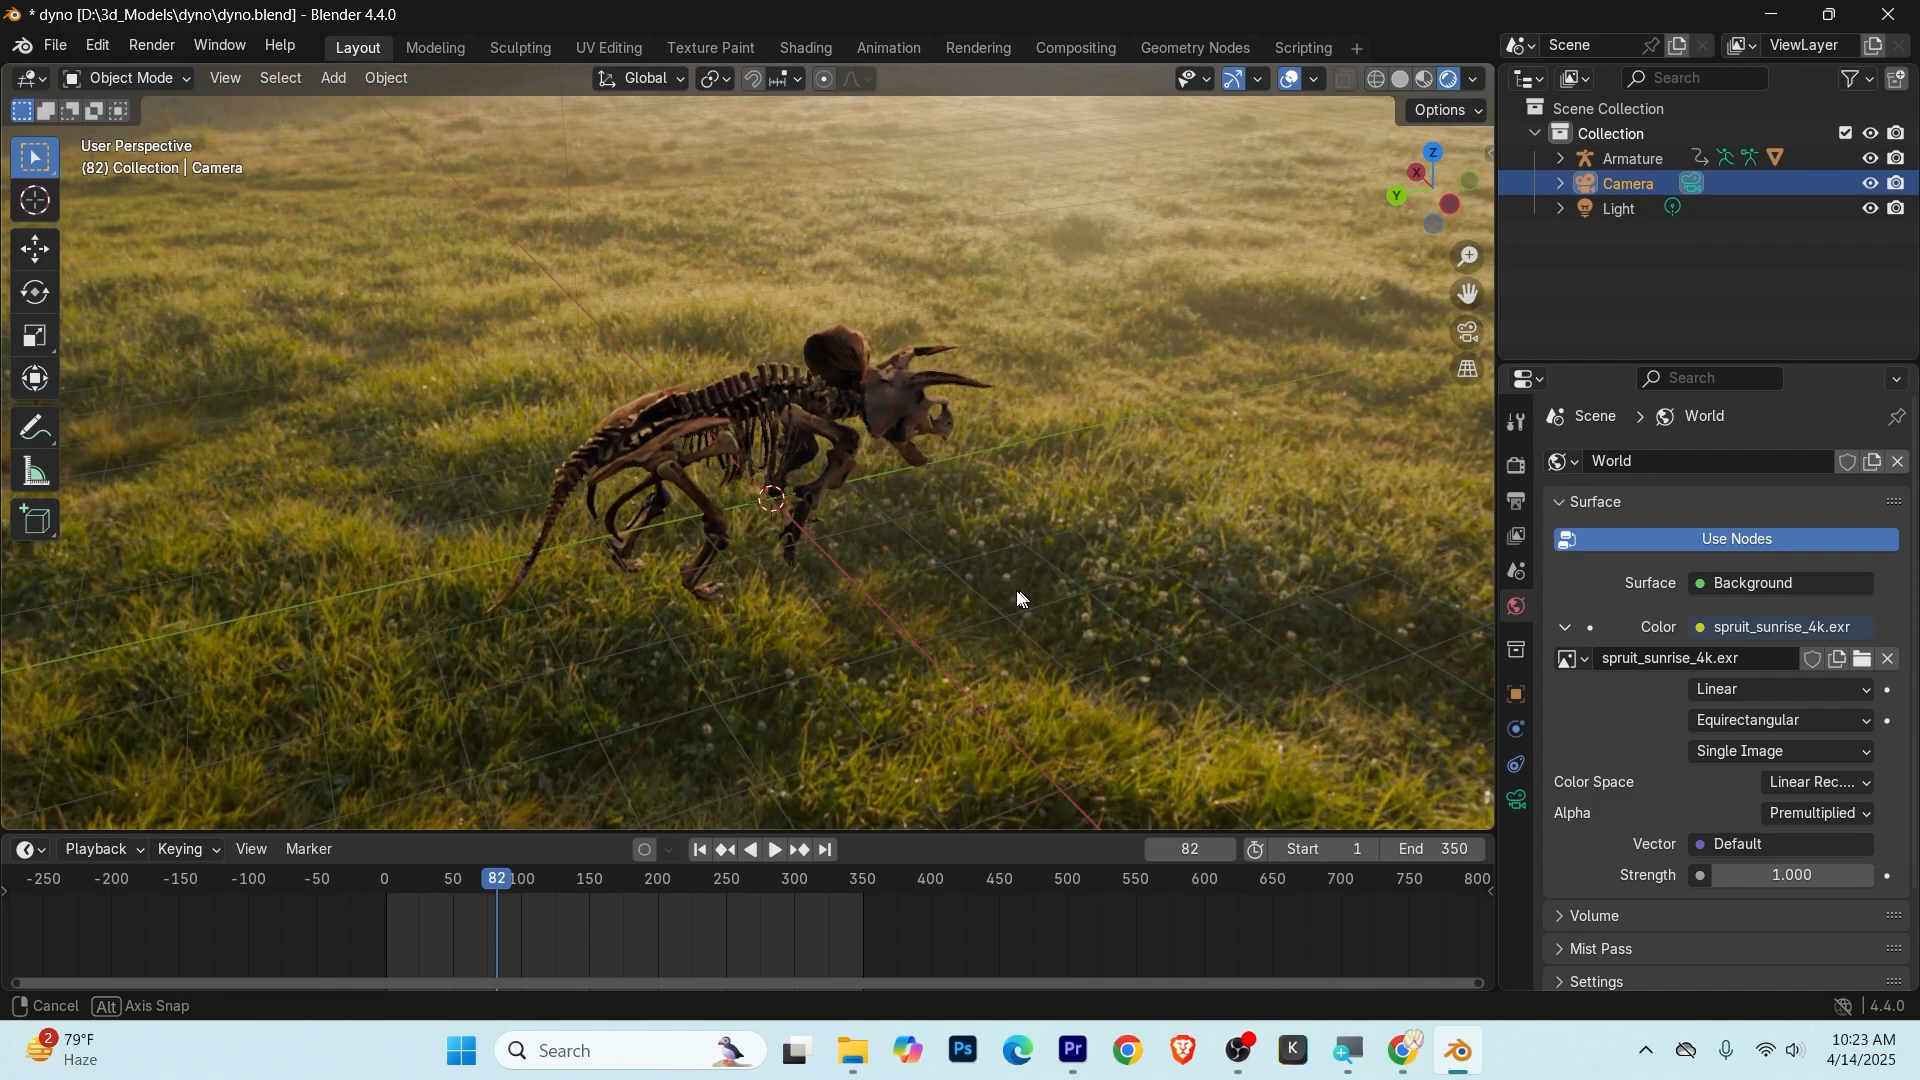 * dyno [D:\3d_Models\dyno\dyno.blend] - Blender 4.4.0
File Edit Render Window Help
Layout Modeling Sculpting UV Editing Texture Paint Shading Animation Rendering Compositing Geometry Nodes Scripting +
Scene
ViewLayer
Object Mode View Select Add Object
Global
Search
Options
User Perspective
(82) Collection | Camera
Z
X
Y
Scene Collection
Collection
Armature
Camera
Light
Search
Scene > World
World
Surface
Use Nodes
Surface Background
Color spruit_sunrise_4k.exr
spruit_sunrise_4k.exr
Linear
Equirectangular
Single Image
Color Space Linear Rec....
Alpha Premultiplied
Vector Default
Strength 1.000
Volume
Mist Pass
Settings
Playback Keying View Marker
82 Start 1 End 350
-250 -200 -150 -100 -50 0 50 82 100 150 200 250 300 350 400 450 500 550 600 650 700 750 800
Cancel Alt Axis Snap
4.4.0
2
79°F
Haze
Search
Ps
Pr
K
10:23 AM
4/14/2025